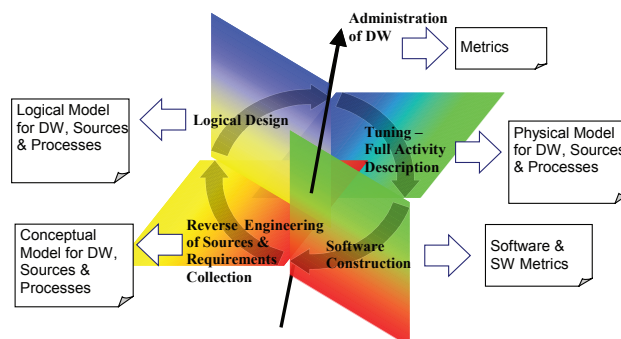 Administration
of DW
Metrics
Logical Model
for DW, Sources
& Processes
Logical Design
Tuning –
Full Activity
Description
Physical Model
for DW, Sources
& Processes
Conceptual
Model for DW,
Sources &
Processes
Reverse Engineering
of Sources &
Requirements
Collection
Software
Construction
Software &
SW Metrics